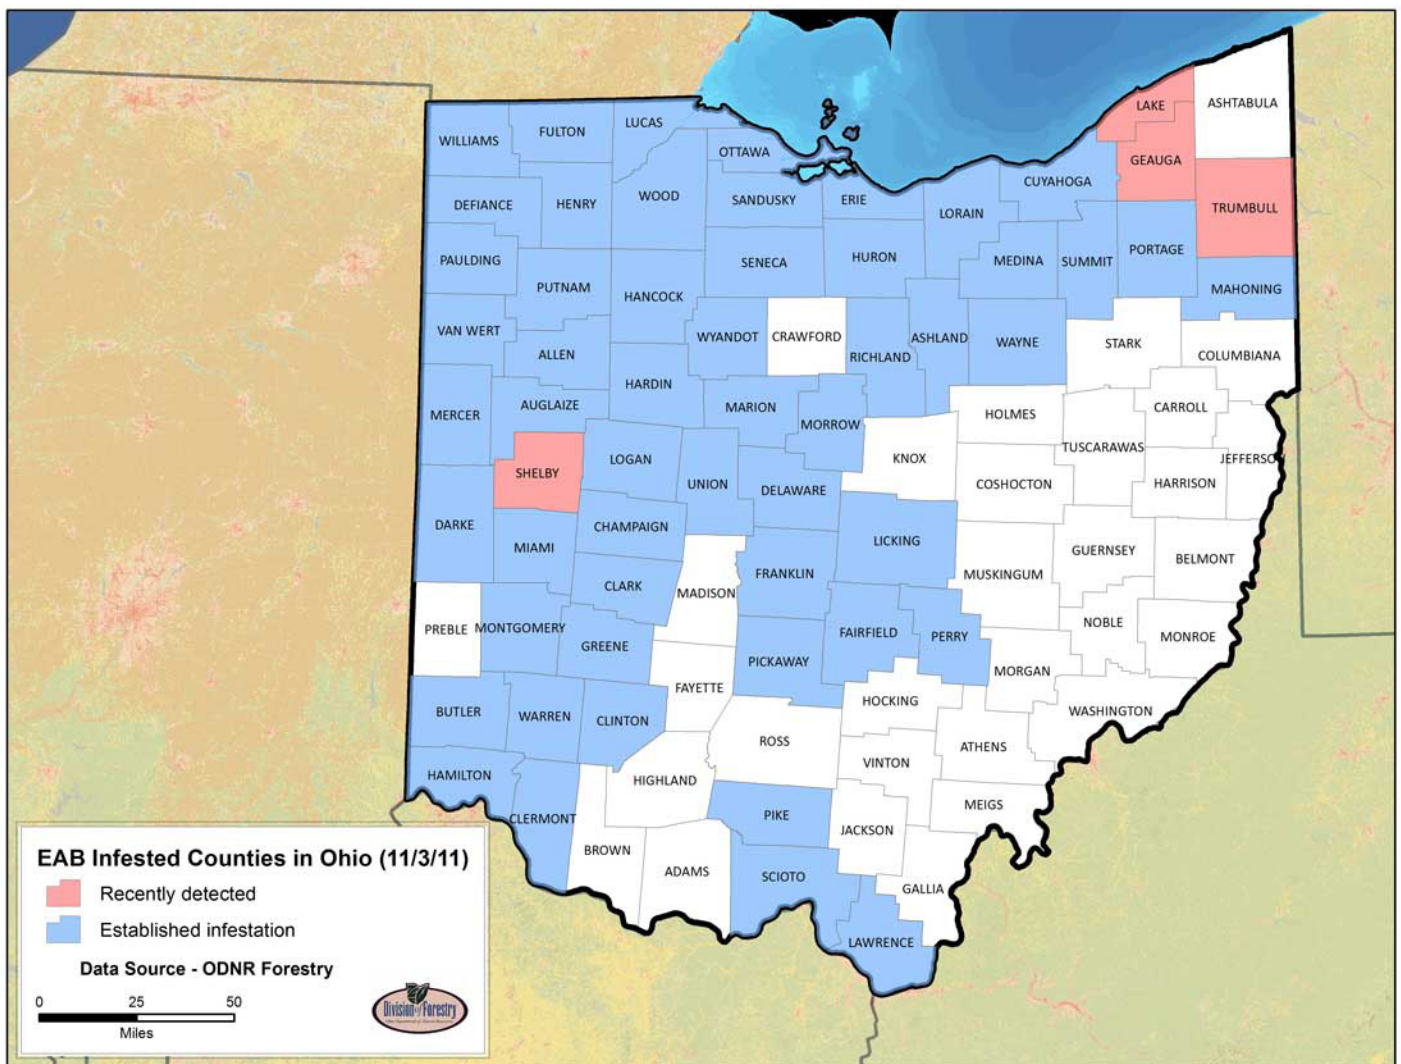 LAKE
ASHTABULA
LUCAS
FULTON
WILLIAMS
OTTAWA
GEAUGA
CUYAHOGA
WOOD
SANDUSKY
ERIE
HENRY
DEFIANCE
LORAIN
TRUMBULL
PORTAGE
HURON
PAULDING
SENECA
MEDINA
SUMMIT
PUTNAM
MAHONING
HANCOCK
VAN WERT
WYANDOT
CRAWFORD
ASHLAND
WAYNE
STARK
ALLEN
RICHLAND
COLUMBIANA
HARDIN
AUGLAIZE
MARION
CARROLL
MERCER
HOLMES
MORROW
TUSCARAWAS
LOGAN
KNOX
JEFFERSON
SHELBY
UNION
COSHOCTON
HARRISON
DELAWARE
DARKE
CHAMPAIGN
LICKING
MIAMI
GUERNSEY
BELMONT
FRANKLIN
MUSKINGUM
CLARK
MADISON
NOBLE
PREBLE
MONTGOMERY
FAIRFIELD
PERRY
MONROE
GREENE
PICKAWAY
MORGAN
FAYETTE
HOCKING
BUTLER
WARREN
CLINTON
WASHINGTON
ROSS
ATHENS
VINTON
HAMILTON
HIGHLAND
MEIGS
CLERMONT
PIKE
JACKSON
BROWN
ADAMS
SCIOTO
GALLIA
LAWRENCE
EAB Infested Counties in Ohio (11/3/11)
Recently detected
Established infestation
Data Source - ODNR Forestry
0 25 50
Miles
Division of Forestry